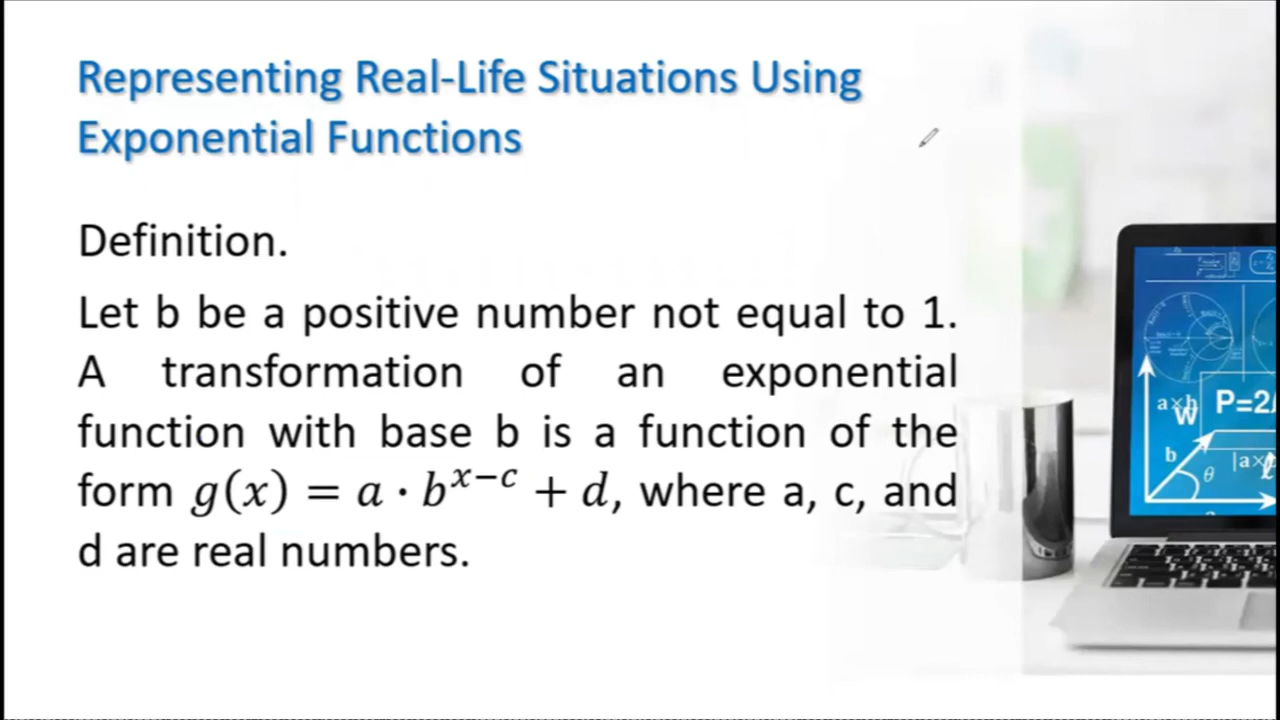 Representing Real-Life Situations Using
Exponential Functions
Definition.
Let b be a positive number not equal to 1.
A transformation of an exponential
function with base b is a function of the
form g(x) = a · b^{x−c} + d, where a, c, and
d are real numbers.
a×b
W
P=2
b
θ
|a×